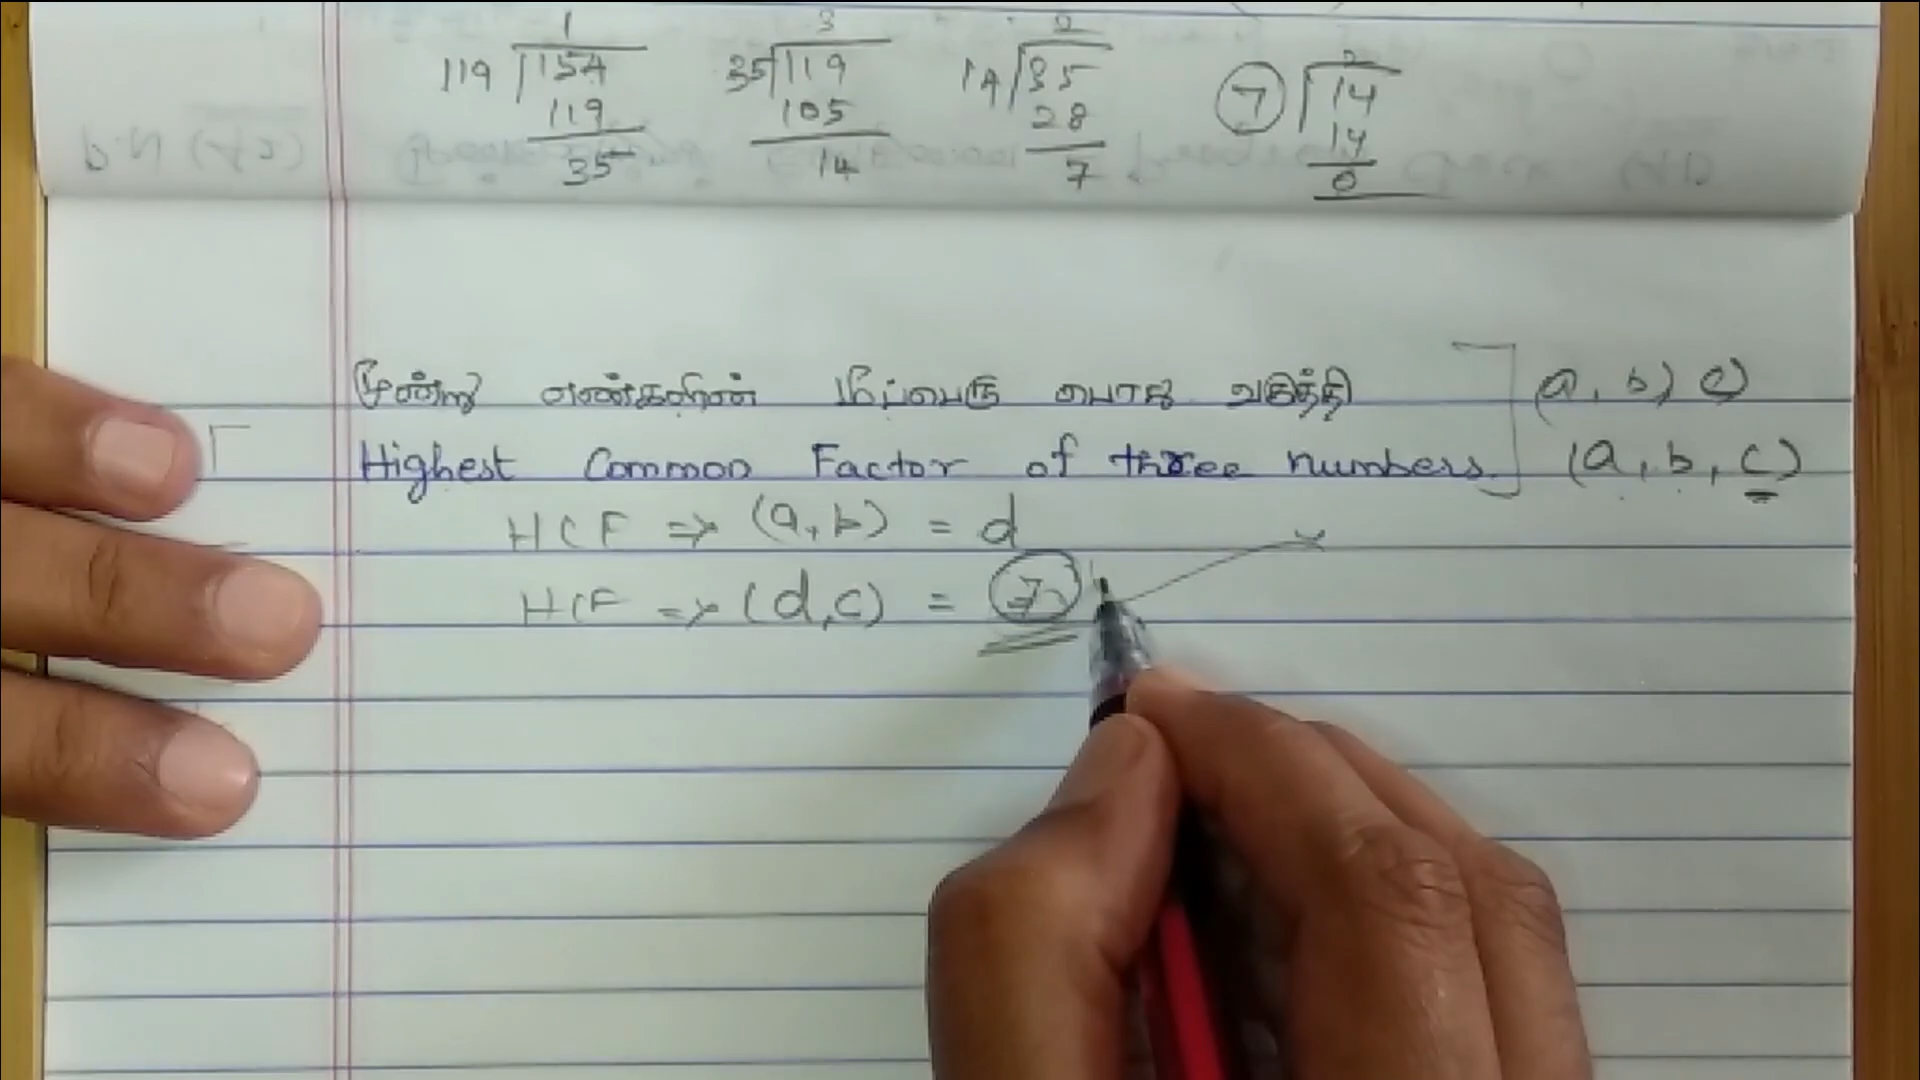 1 3 2 2
119 154 35 119 14 35 7 14
119 105 28 14
35 14 7 0
மூன்று எண்களின் மீப்பெரு பொது வகுத்தி (a, b) c)
Highest Common Factor of three numbers. (a, b, c)
HCF => (a, b) = d
HCF => (d, c) =